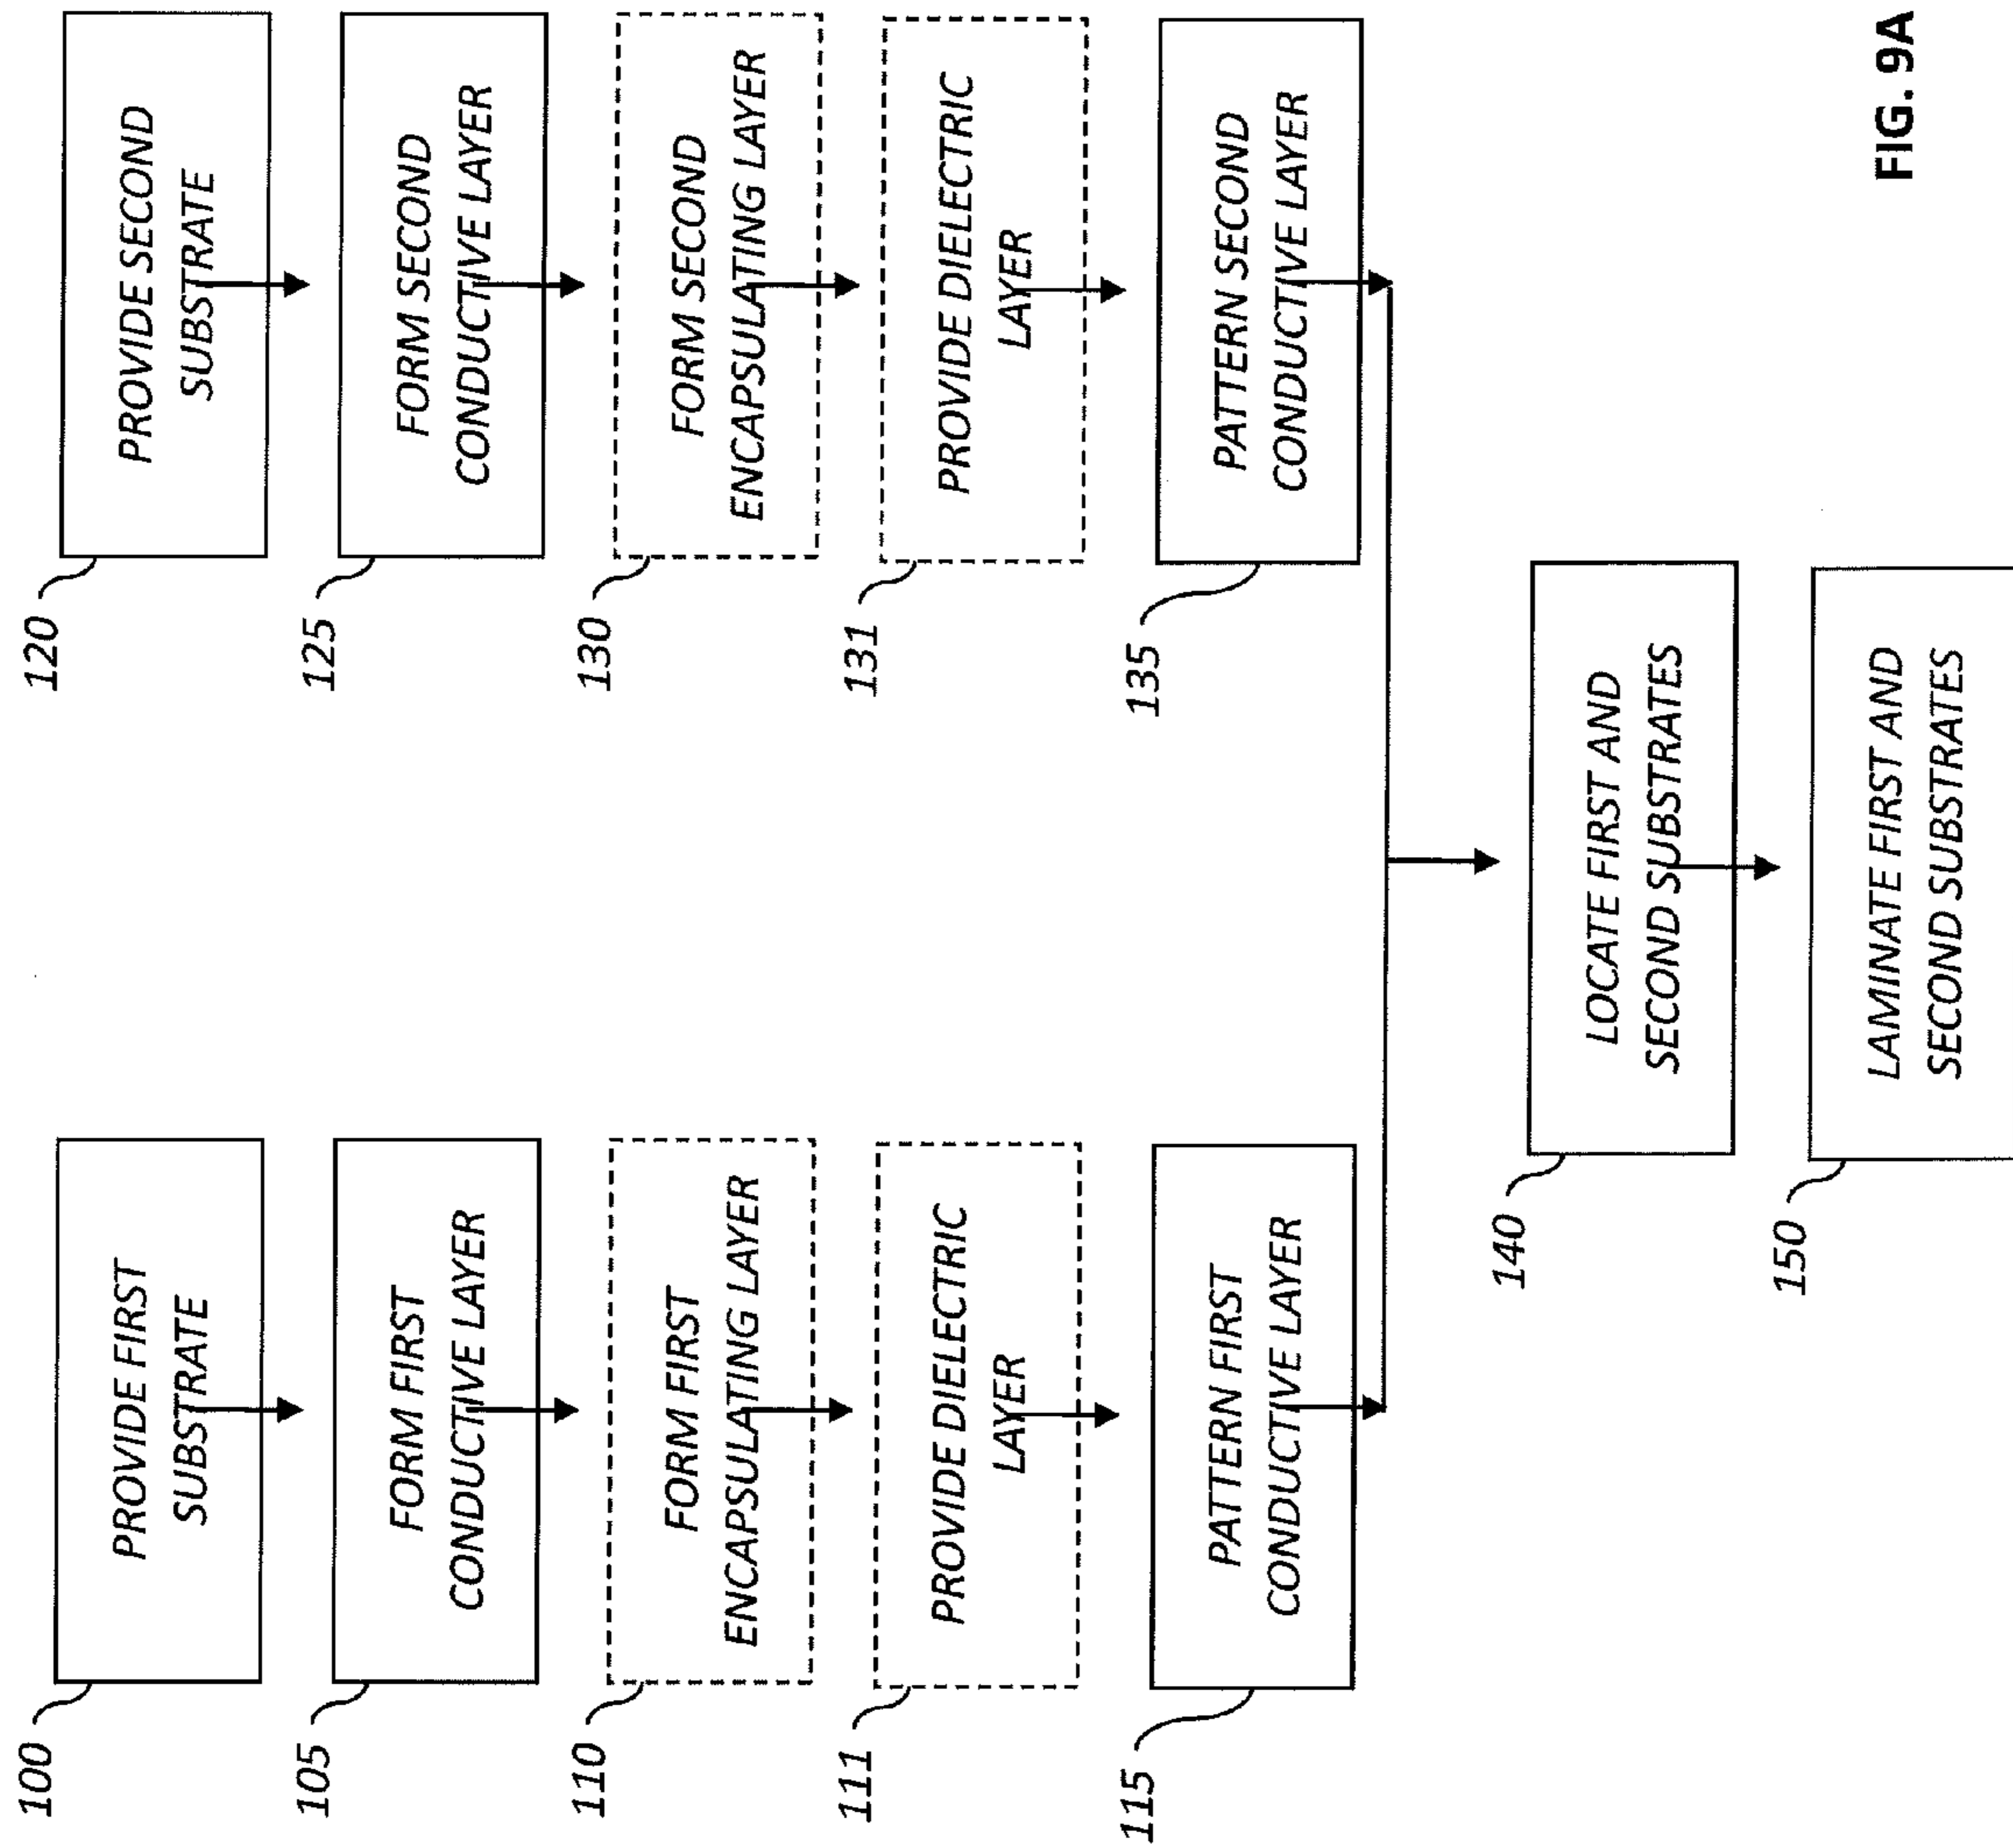 100
PROVIDE FIRST
SUBSTRATE
105
FORM FIRST
CONDUCTIVE LAYER
110
FORM FIRST
ENCAPSULATING LAYER
111
PROVIDE DIELECTRIC
LAYER
115
PATTERN FIRST
CONDUCTIVE LAYER
120
PROVIDE SECOND
SUBSTRATE
125
FORM SECOND
CONDUCTIVE LAYER
130
FORM SECOND
ENCAPSULATING LAYER
131
PROVIDE DIELECTRIC
LAYER
135
PATTERN SECOND
CONDUCTIVE LAYER
140
LOCATE FIRST AND
SECOND SUBSTRATES
150
LAMINATE FIRST AND
SECOND SUBSTRATES
FIG. 9A